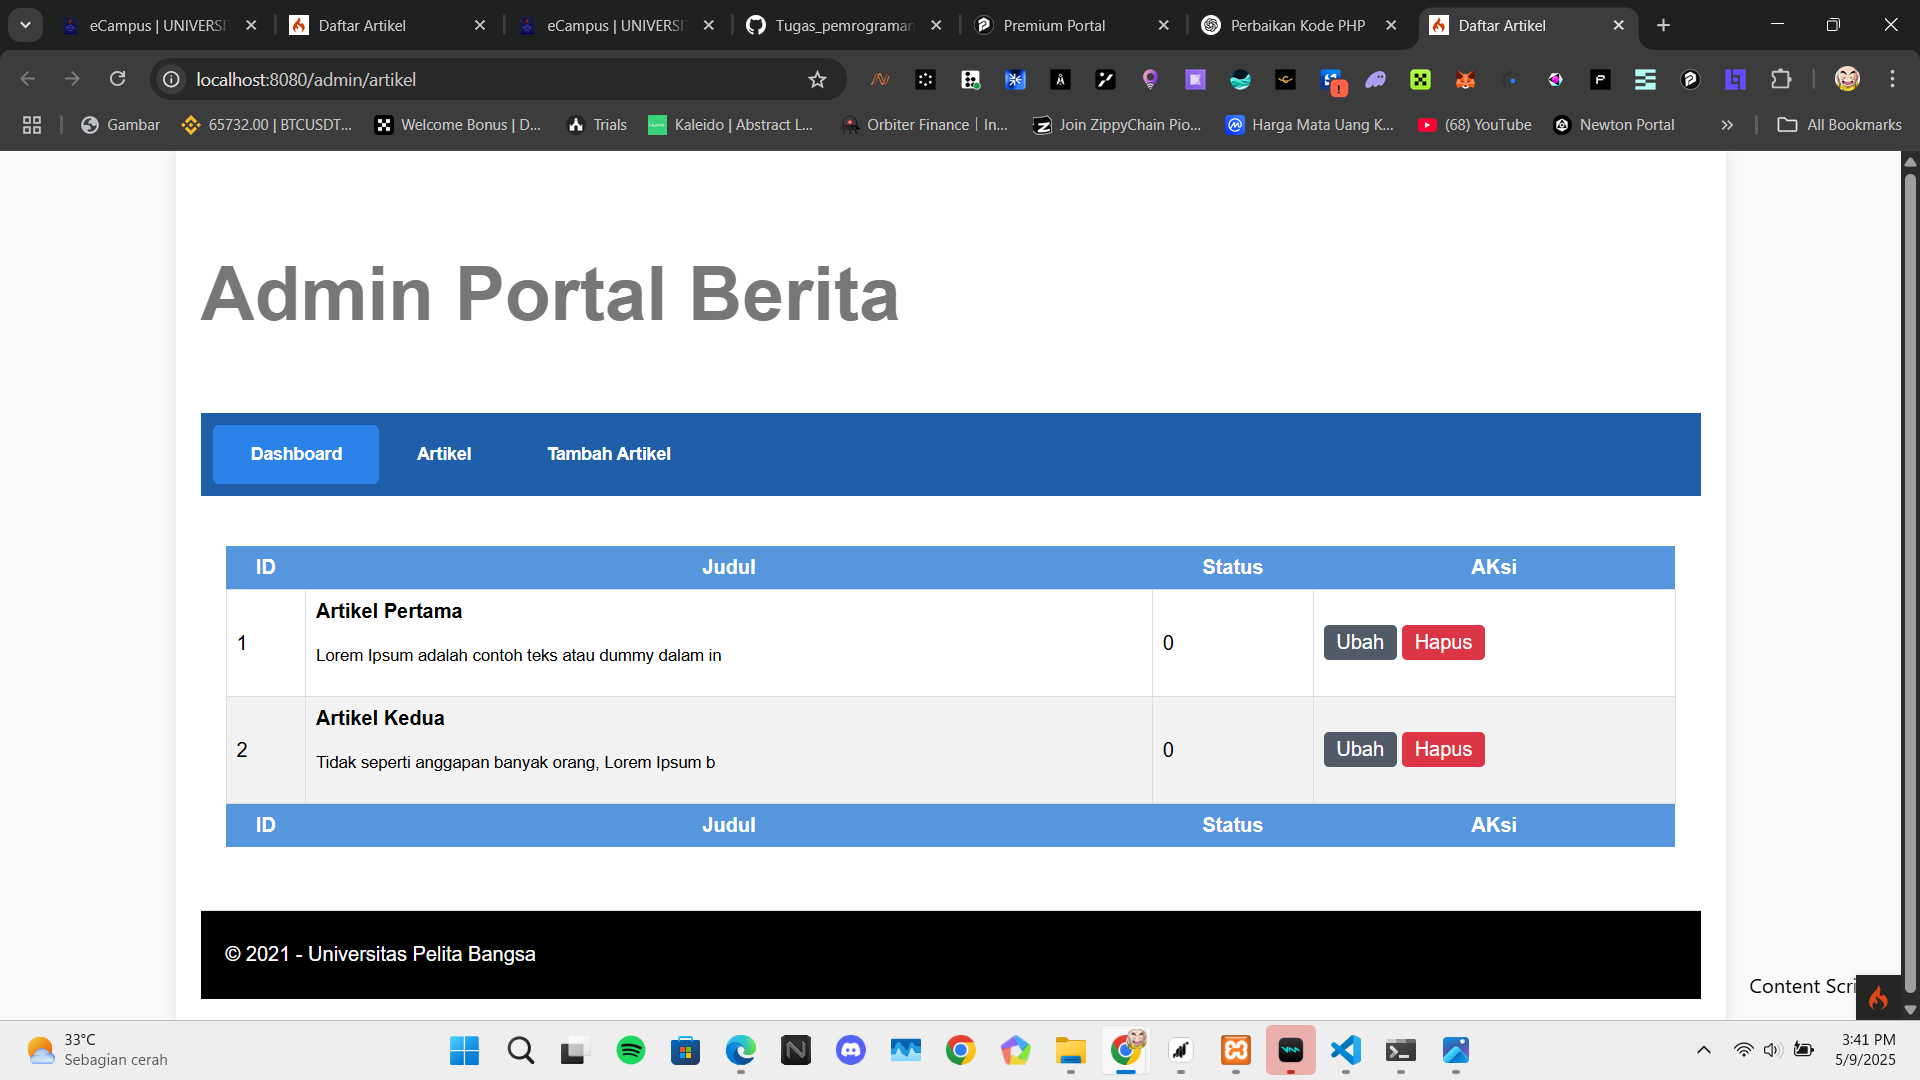 eCampus | UNIVERSI
Daftar Artikel
eCampus | UNIVERSI
Tugas_pemrograman
Premium Portal
Perbaikan Kode PHP
Daftar Artikel
localhost:8080/admin/artikel
Gambar
65732.00 | BTCUSDT...
Welcome Bonus | D...
Trials
Kaleido | Abstract L...
Orbiter Finance | In...
Join ZippyChain Pio...
Harga Mata Uang K...
(68) YouTube
Newton Portal
All Bookmarks
Admin Portal Berita
Dashboard
Artikel
Tambah Artikel
ID Judul Status AKsi
Artikel Pertama
1 Lorem Ipsum adalah contoh teks atau dummy dalam in 0 Ubah Hapus
Artikel Kedua
2 Tidak seperti anggapan banyak orang, Lorem Ipsum b 0 Ubah Hapus
ID Judul Status AKsi
© 2021 - Universitas Pelita Bangsa
Content Scri
33°C
Sebagian cerah
3:41 PM
5/9/2025